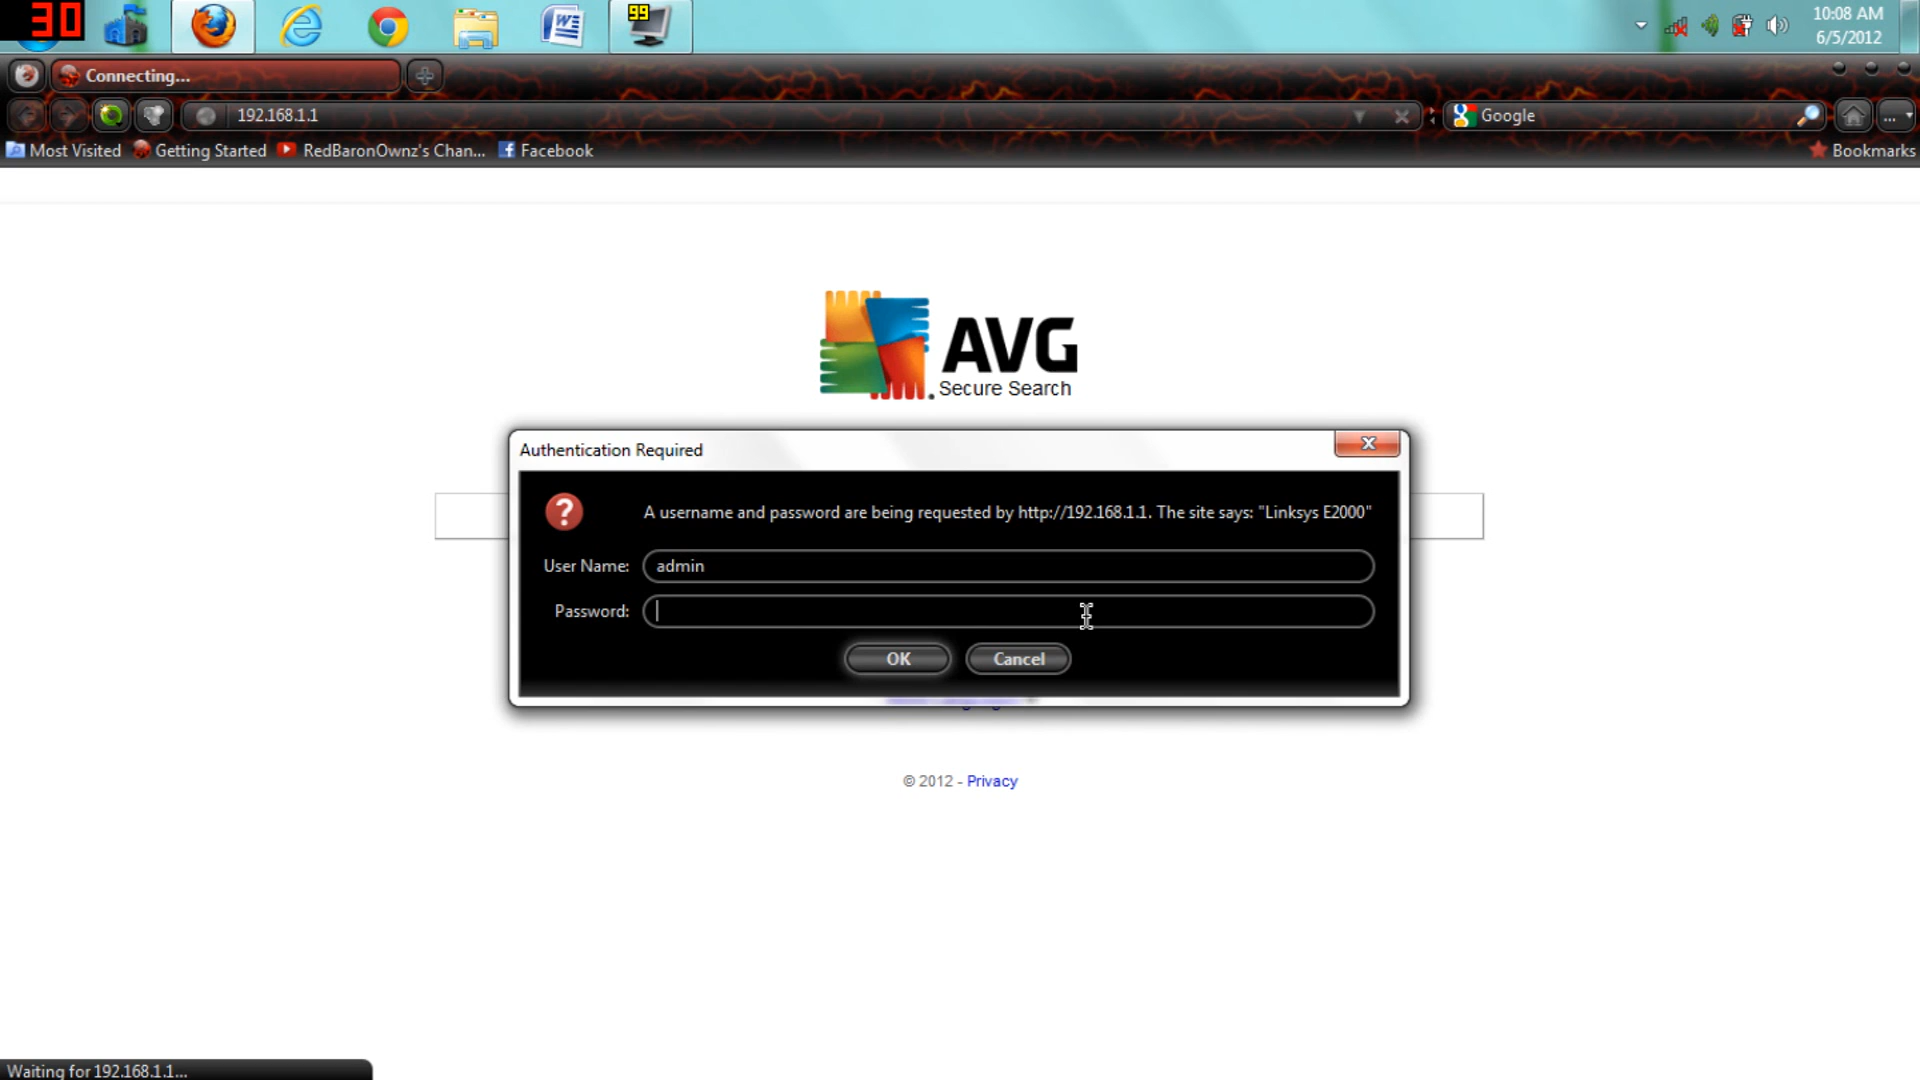 30
99
10:08 AM
6/5/2012
Connecting...
192.168.1.1
Google
Most Visited
Getting Started
RedBaronOwnz's Chan...
Facebook
Bookmarks
AVG
Secure Search
Authentication Required
A username and password are being requested by http://192.168.1.1. The site says: "Linksys E2000"
User Name:
admin
Password:
OK
Cancel
© 2012 - Privacy
Waiting for 192.168.1.1...